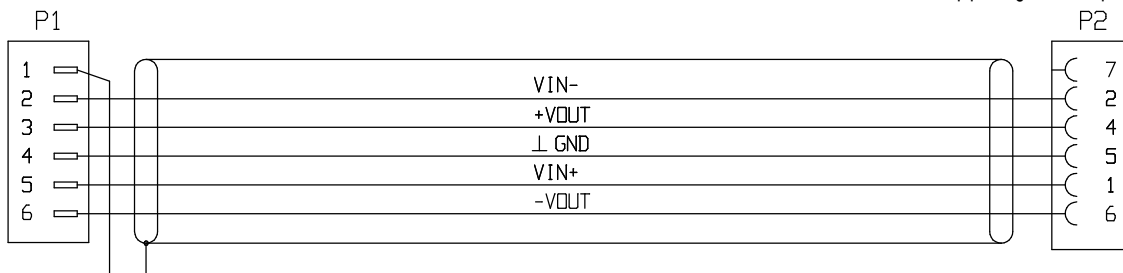 P1 P2
1 7
VIN-
2 2
+VOUT
3 4
⊥ GND
4 5
VIN+
5 1
-VOUT
6 6